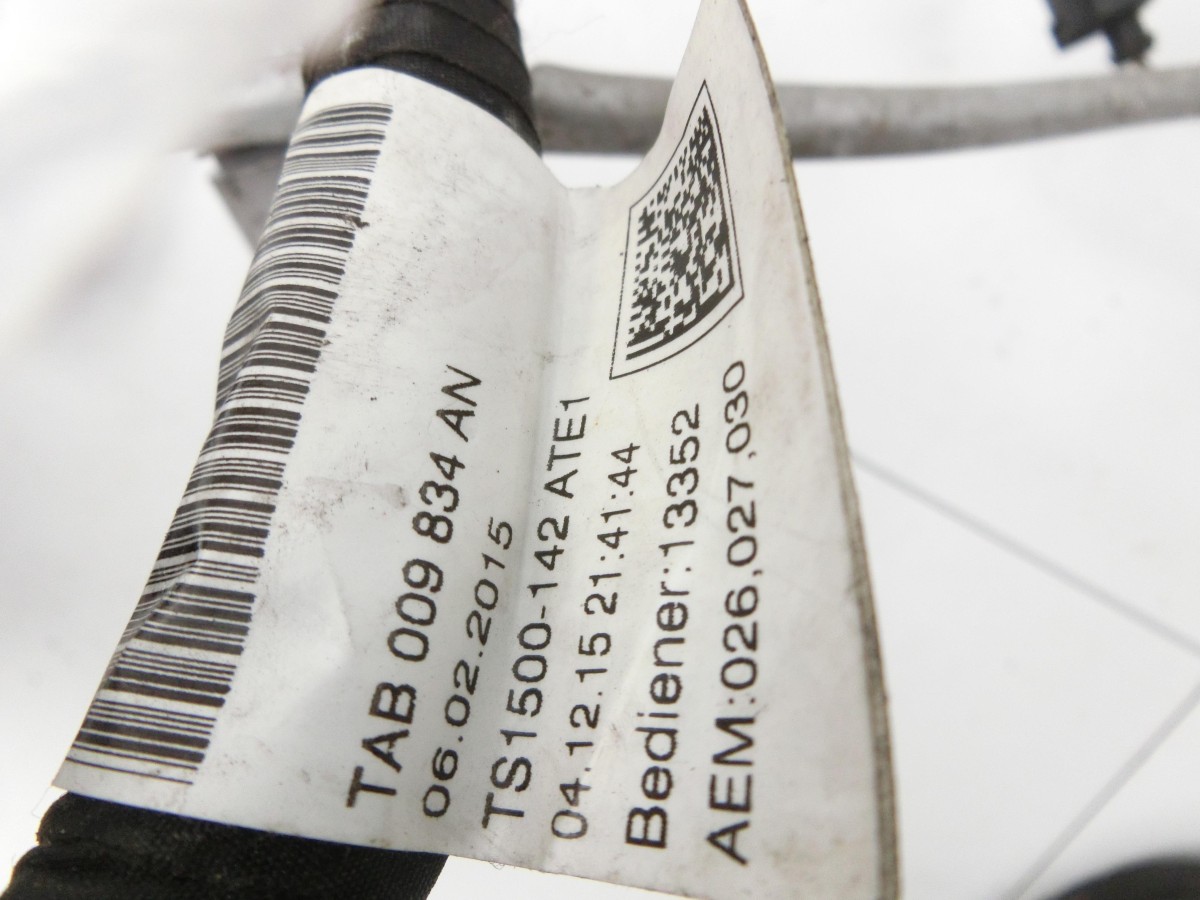 TAB 009 834 AN
06.02.2015
TS1500-142 ATE1
04.12.15 21:41:44
Bediener:13352
AEM:026,027,030